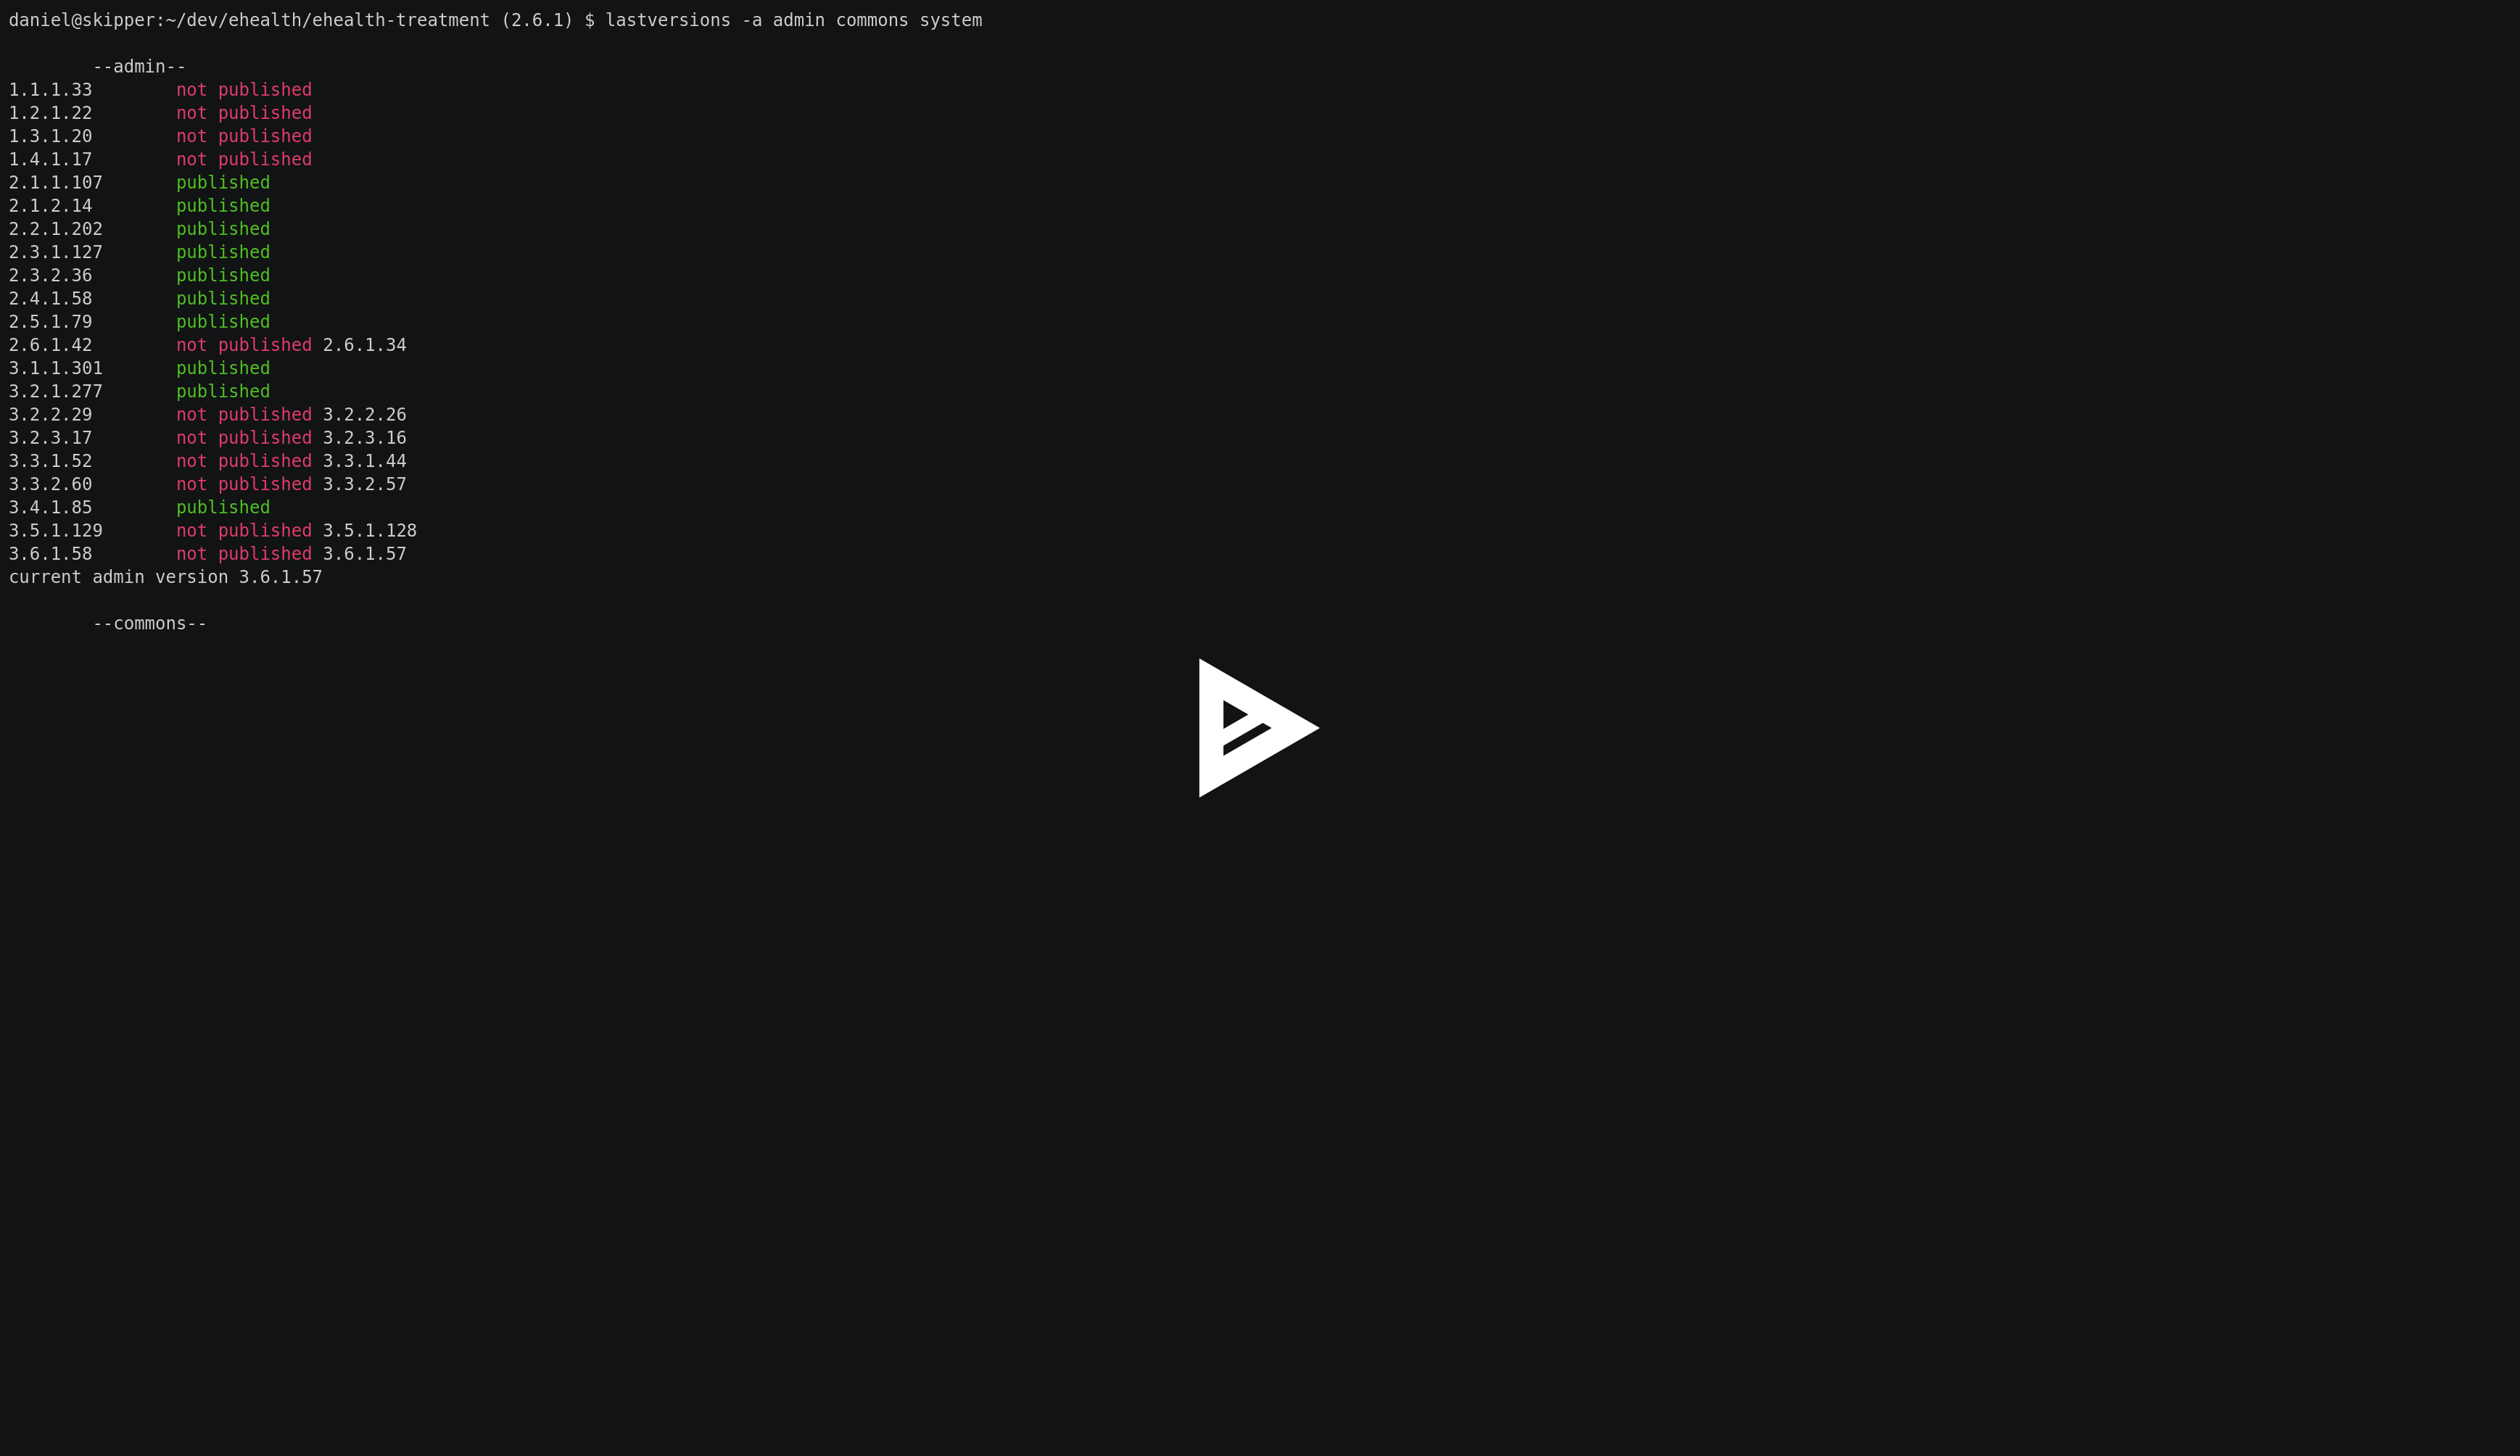 daniel@skipper:~/dev/ehealth/ehealth-treatment (2.6.1) $ lastversions -a admin commons system
--admin--
1.1.1.33 not published
1.2.1.22 not published
1.3.1.20 not published
1.4.1.17 not published
2.1.1.107 published
2.1.2.14 published
2.2.1.202 published
2.3.1.127 published
2.3.2.36 published
2.4.1.58 published
2.5.1.79 published
2.6.1.42 not published 2.6.1.34
3.1.1.301 published
3.2.1.277 published
3.2.2.29 not published 3.2.2.26
3.2.3.17 not published 3.2.3.16
3.3.1.52 not published 3.3.1.44
3.3.2.60 not published 3.3.2.57
3.4.1.85 published
3.5.1.129 not published 3.5.1.128
3.6.1.58 not published 3.6.1.57
current admin version 3.6.1.57
--commons--